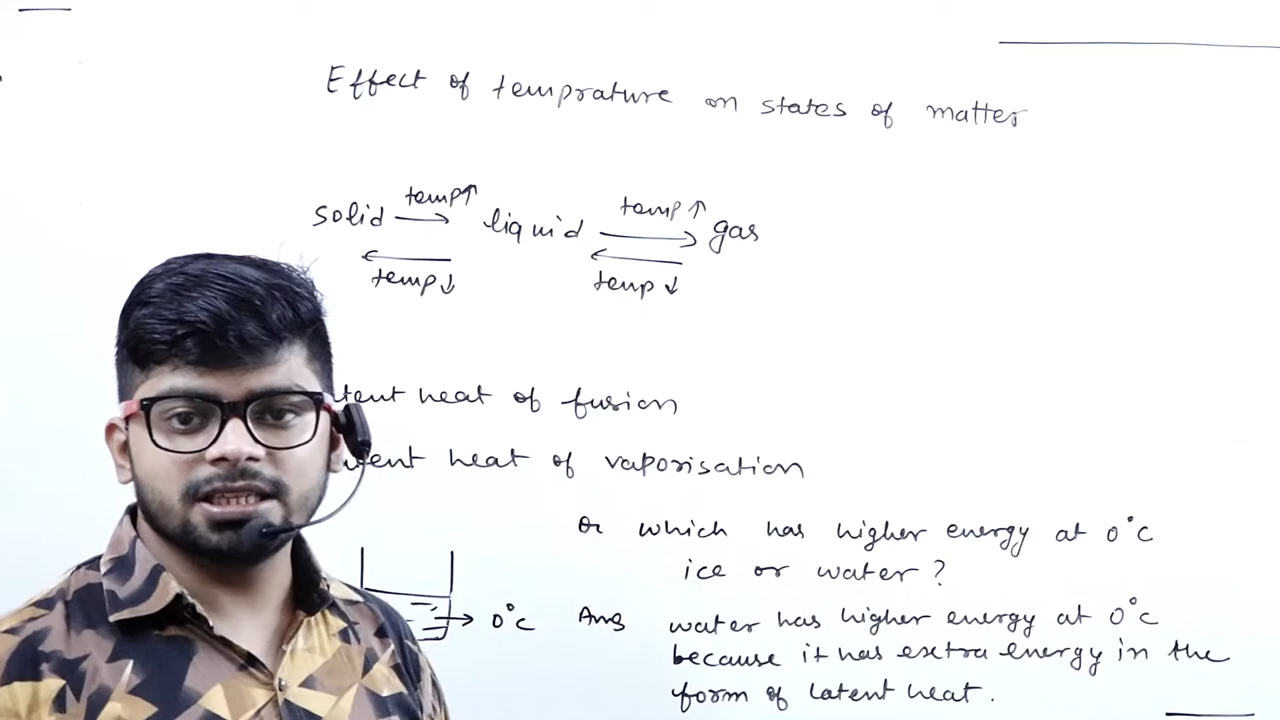 Effect of temprature on states of matter
temp↑ temp↑
solid → liquid → gas
← ←
temp↓ temp↓
heat of fusion
heat of vaporisation
Q. which has higher energy at 0°C
ice or water?
→ 0°C Ans water has higher energy at 0°C
because it has extra energy in the
form of latent heat.